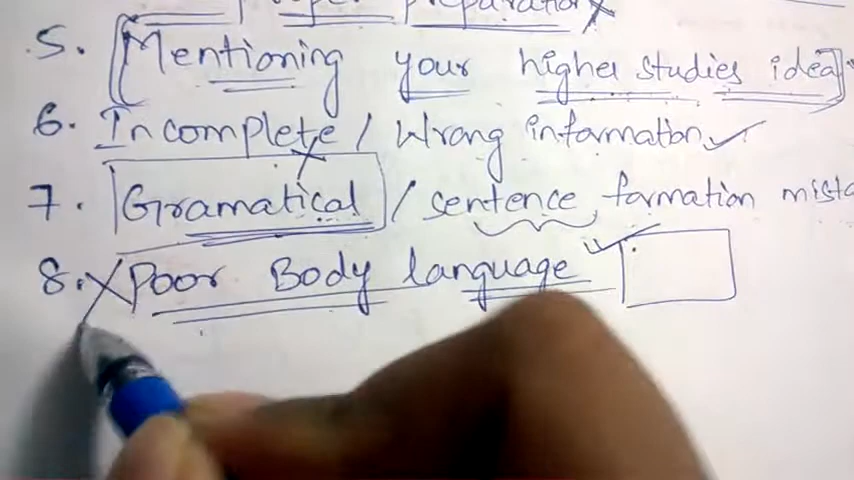 Preparation
5. Mentioning your higher studies idea
6. Incomplete / Wrong information
7. Gramatical / sentence formation mista
8. Poor Body language